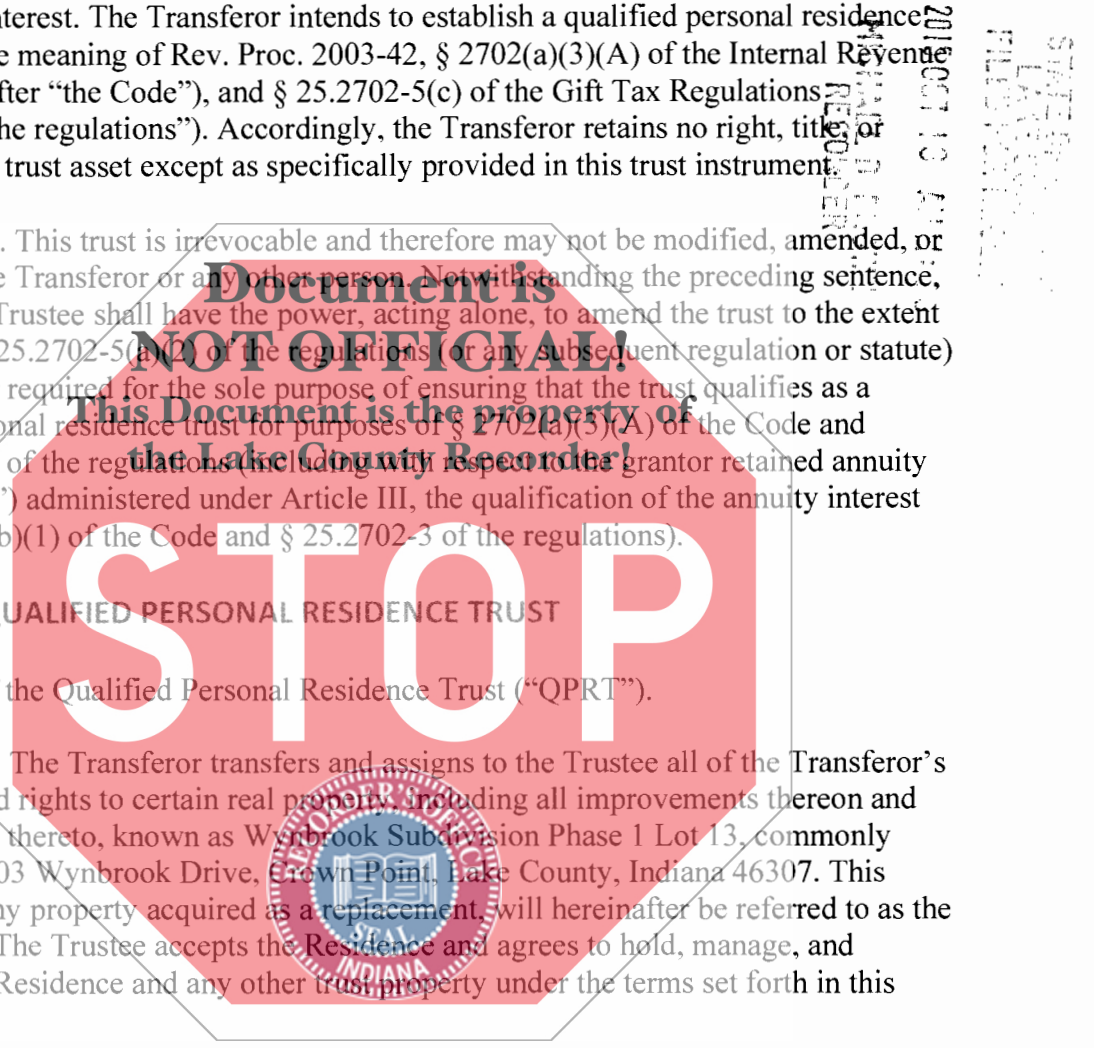 nterest. The Transferor intends to establish a qualified personal residence
e meaning of Rev. Proc. 2003-42, § 2702(a)(3)(A) of the Internal Revenue
fter “the Code”), and § 25.2702-5(c) of the Gift Tax Regulations
he regulations”). Accordingly, the Transferor retains no right, title, or
trust asset except as specifically provided in this trust instrument.
. This trust is irrevocable and therefore may not be modified, amended, or
e Transferor or any other person. Notwithstanding the preceding sentence,
Trustee shall have the power, acting alone, to amend the trust to the extent
25.2702-5(a)(2) of the regulations (or any subsequent regulation or statute)
required for the sole purpose of ensuring that the trust qualifies as a
onal residence trust for purposes of § 2702(a)(3)(A) of the Code and
of the regulations (including with respect to the grantor retained annuity
”) administered under Article III, the qualification of the annuity interest
b)(1) of the Code and § 25.2702-3 of the regulations).
Document is
NOT OFFICIAL!
This Document is the property of
the Lake County Recorder!
STOP
QUALIFIED PERSONAL RESIDENCE TRUST
the Qualified Personal Residence Trust (“QPRT”).
The Transferor transfers and assigns to the Trustee all of the Transferor’s
d rights to certain real property, including all improvements thereon and
thereto, known as Wynbrook Subdivision Phase 1 Lot 13, commonly
03 Wynbrook Drive, Crown Point, Lake County, Indiana 46307. This
ny property acquired as a replacement, will hereinafter be referred to as the
The Trustee accepts the Residence and agrees to hold, manage, and
Residence and any other trust property under the terms set forth in this
RECORDER'S OFFICE
SEAL
INDIANA